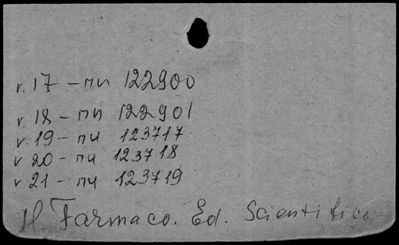 v. 17 – пи 122900
v. 18 – пи 122901
v. 19 – пи 123717
v 20 – пи 123718
v 21 – пи 123719
Il Farmaco. Ed. Scientifica